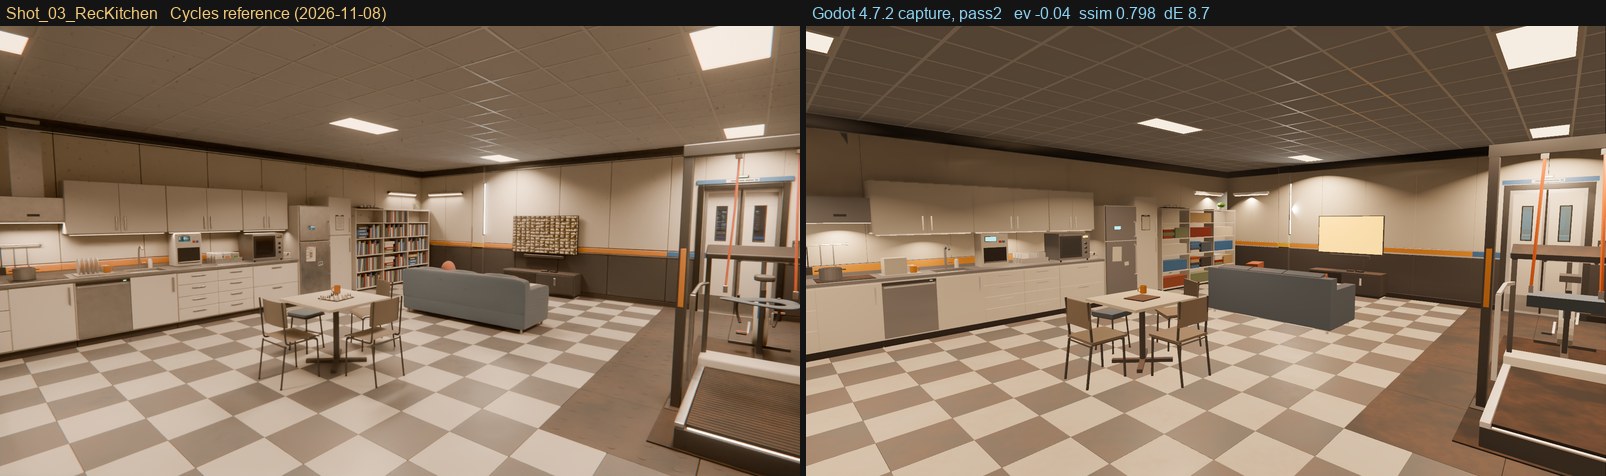 Shot_03_RecKitchen Cycles reference (2026-11-08)
Godot 4.7.2 capture, pass2 ev -0.04 ssim 0.798 dE 8.7